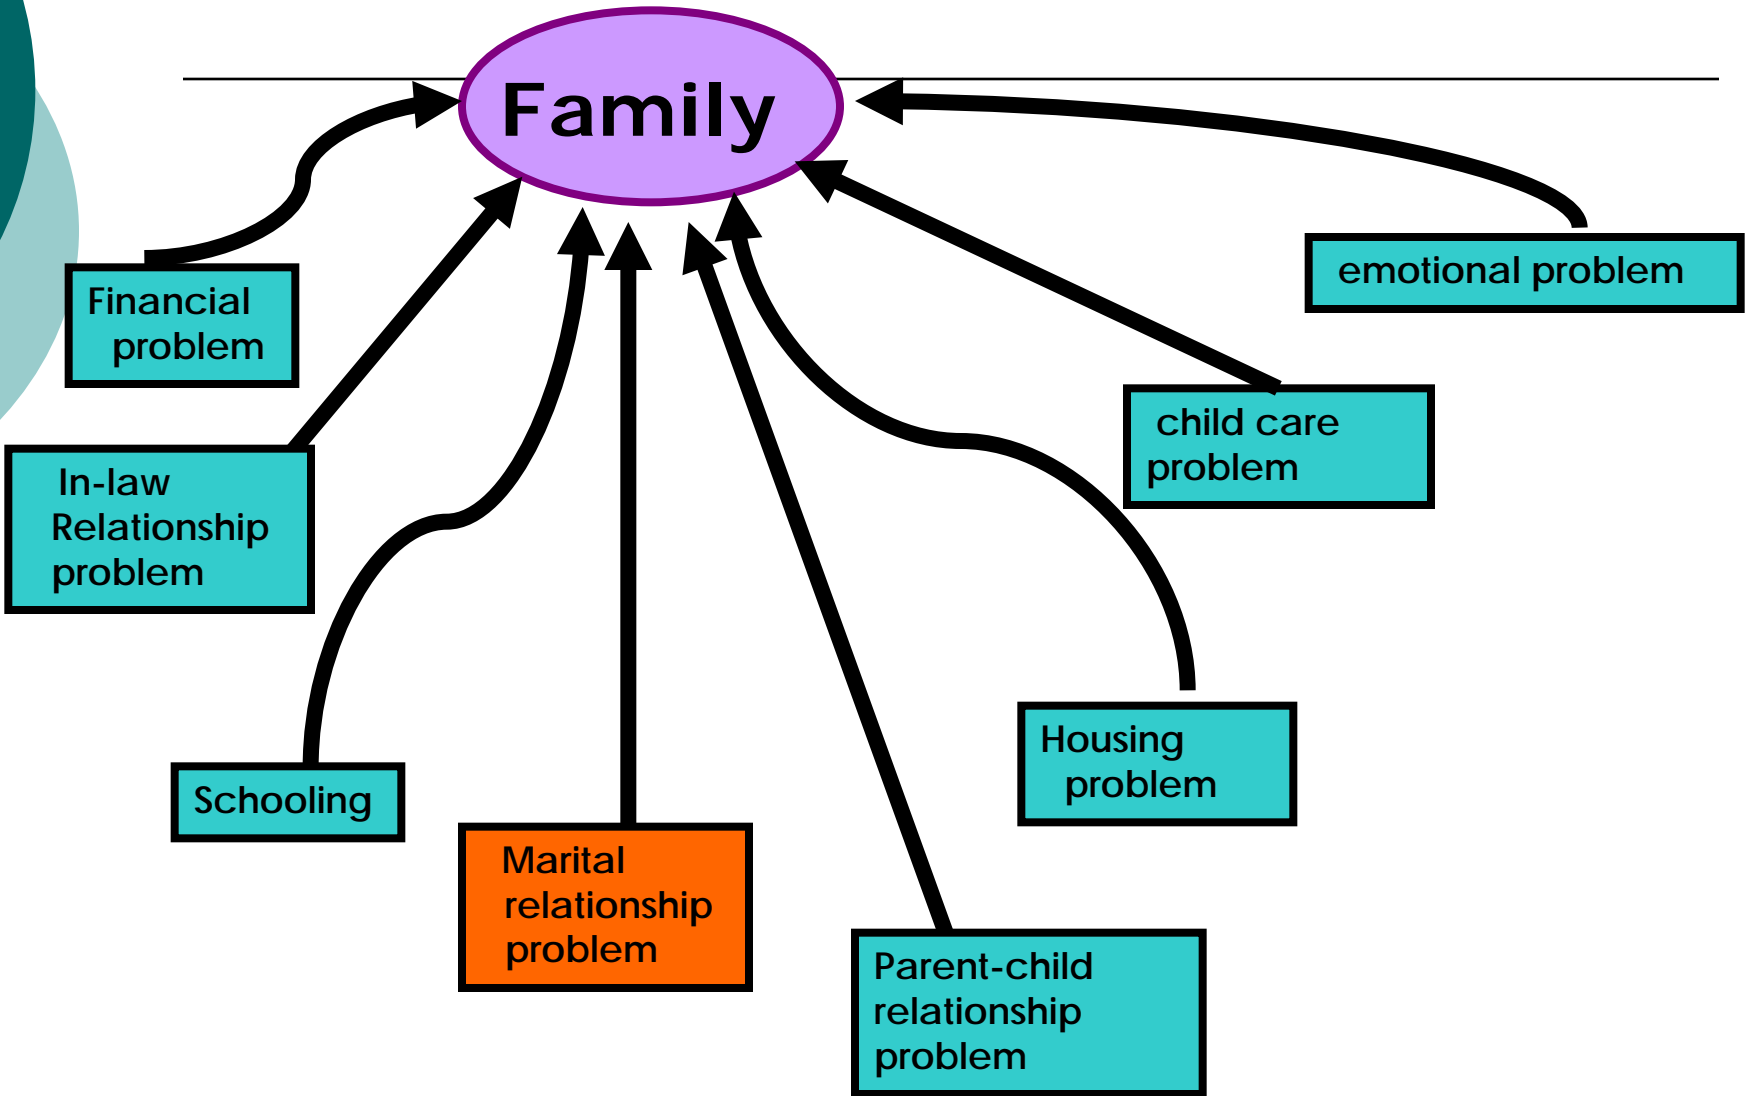 Family
Financial
problem
emotional problem
child care
problem
In-law
Relationship
problem
Schooling
Housing
problem
Marital
relationship
problem
Parent-child
relationship
problem